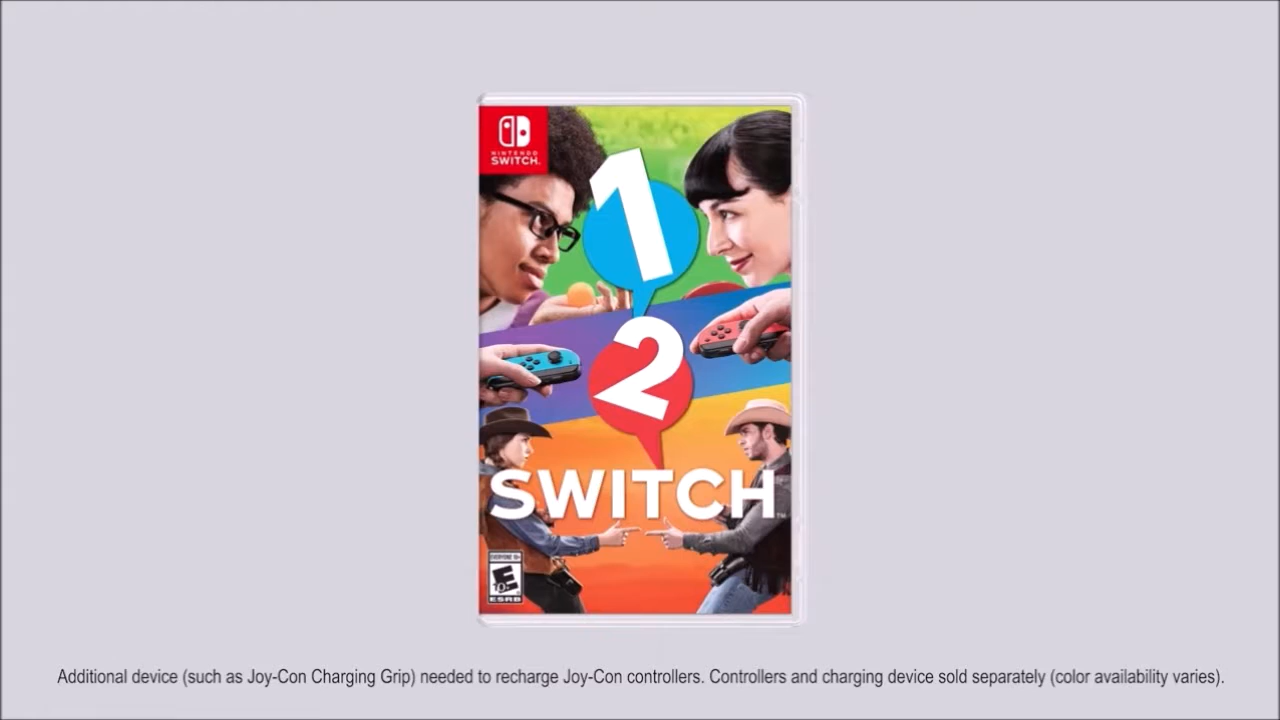 NINTENDO
SWITCH.
1
2
SWITCH™
EVERYONE 10+
E
10+
ESRB
Additional device (such as Joy-Con Charging Grip) needed to recharge Joy-Con controllers. Controllers and charging device sold separately (color availability varies).